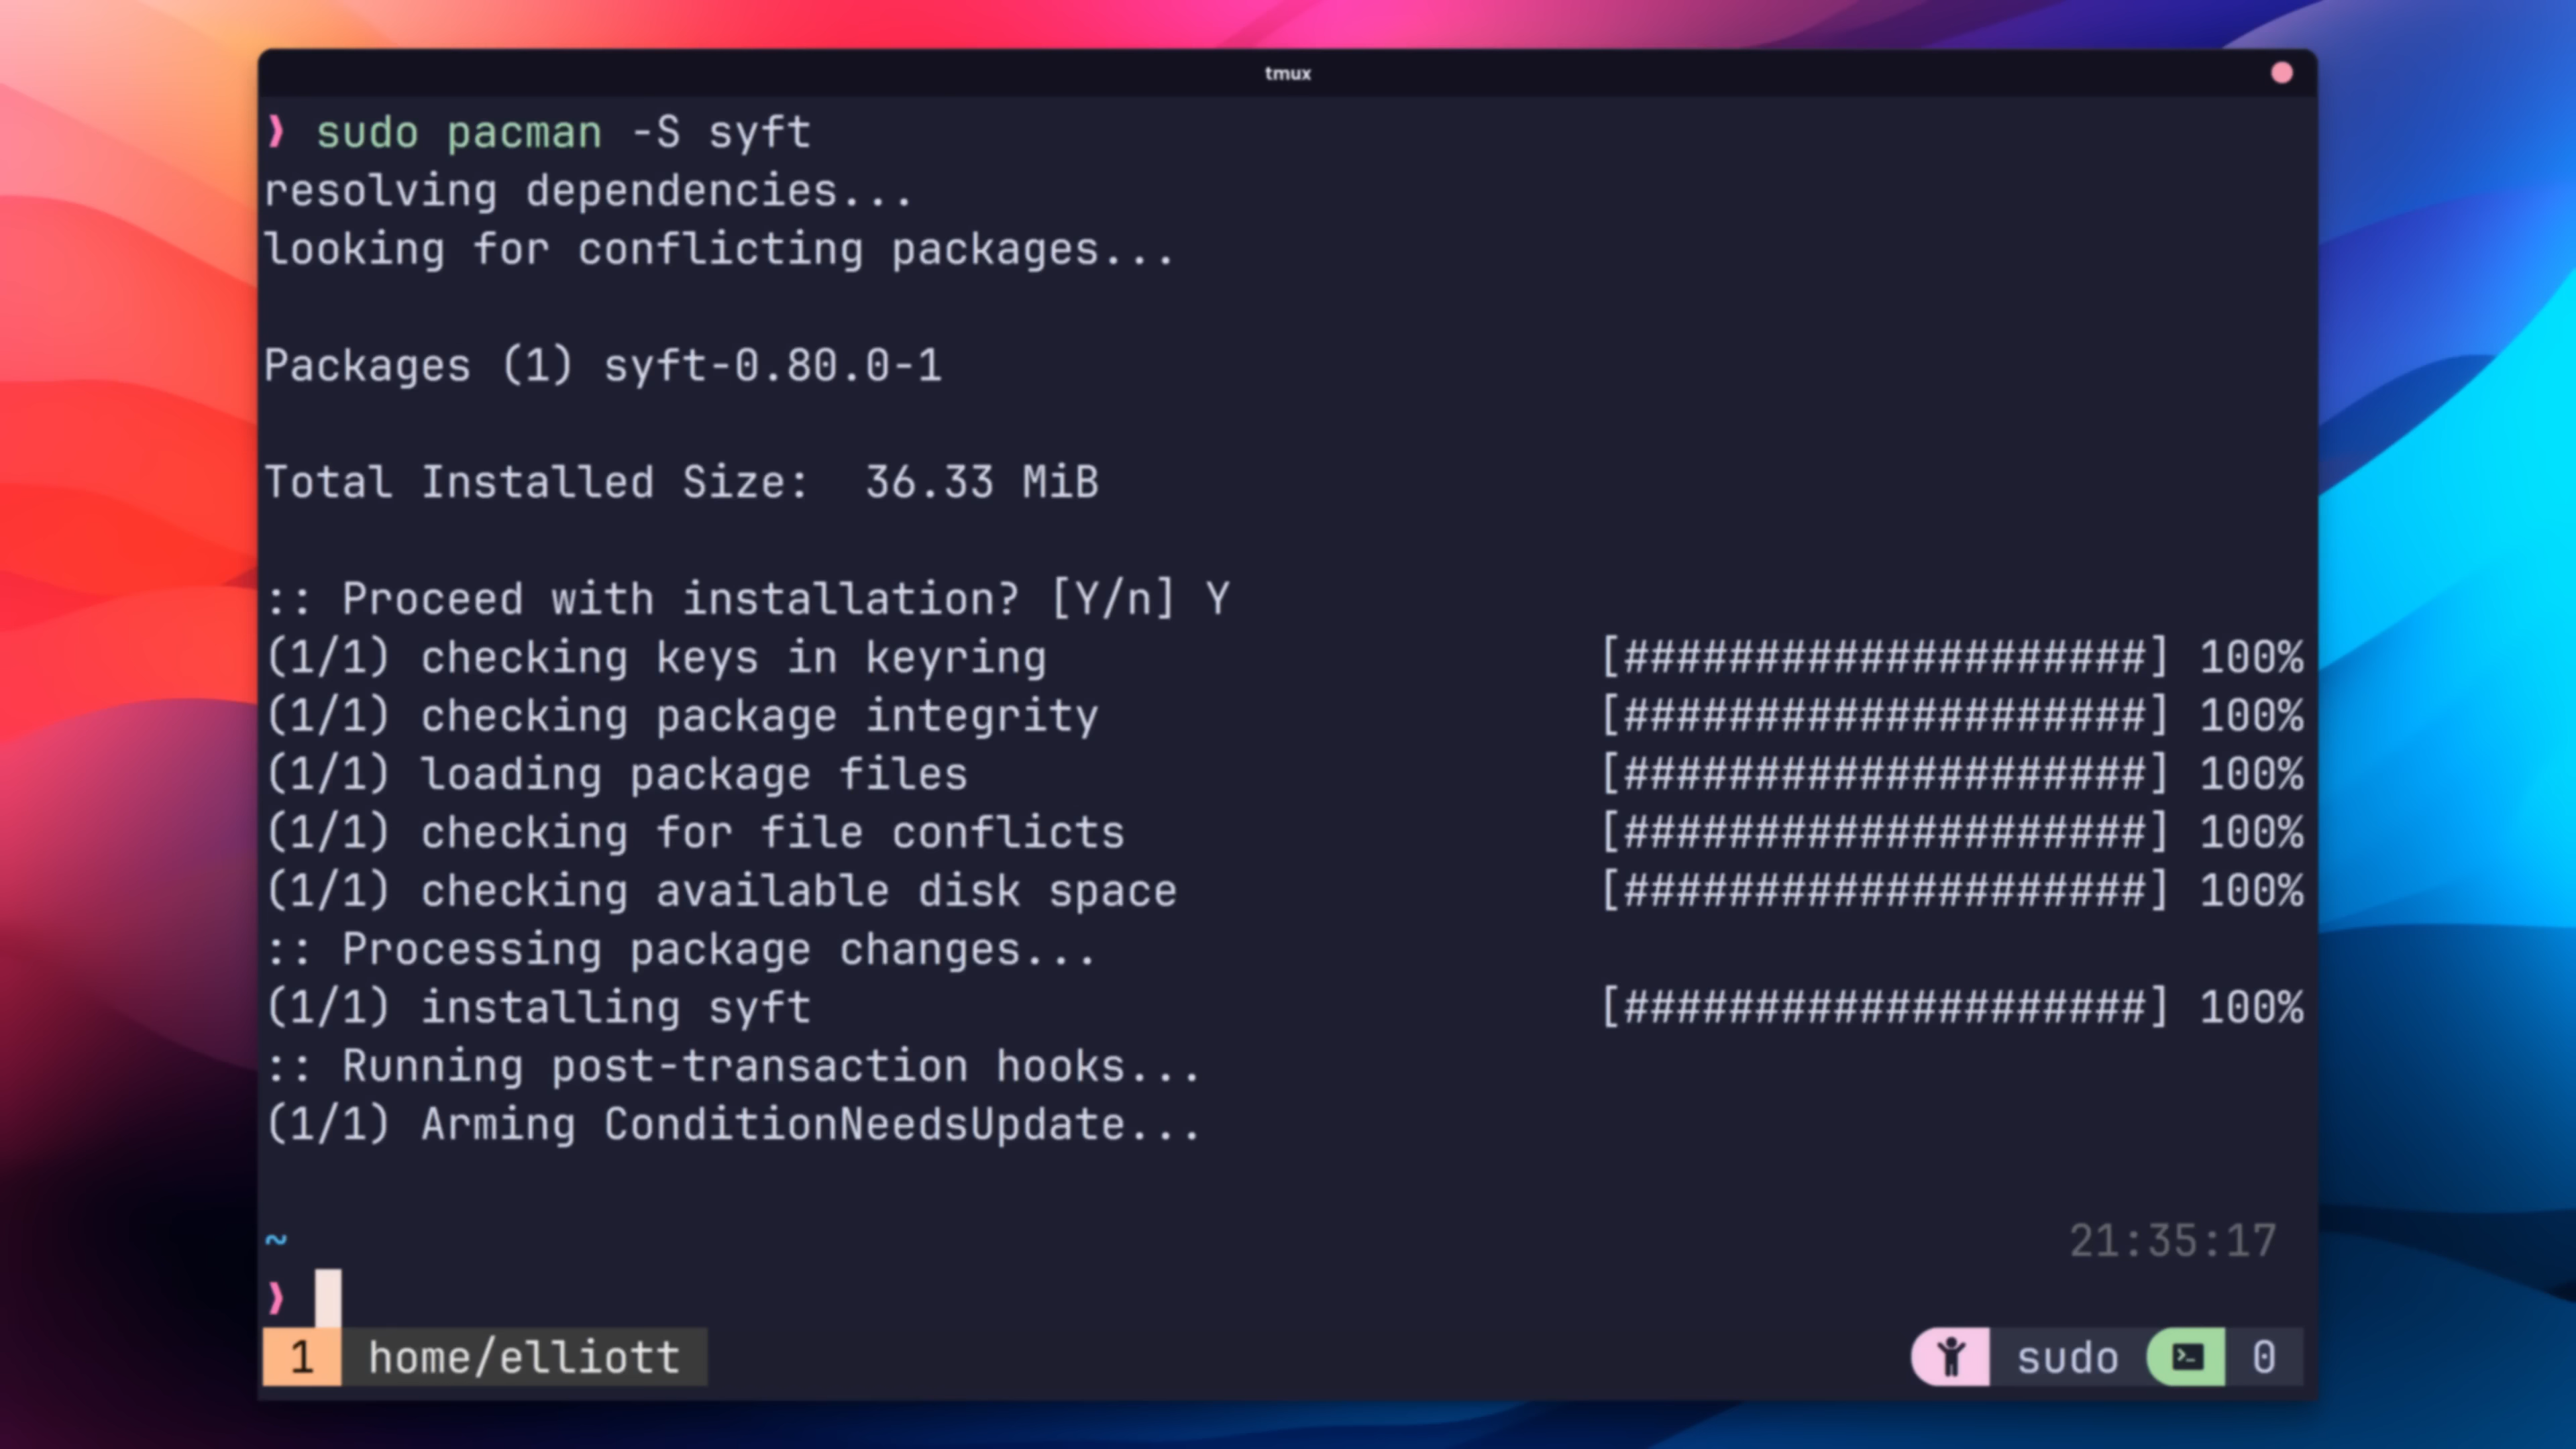 tmux
❯ sudo pacman -S syft
resolving dependencies...
looking for conflicting packages...
Packages (1) syft-0.80.0-1
Total Installed Size:  36.33 MiB
:: Proceed with installation? [Y/n] Y
(1/1) checking keys in keyring [####################] 100%
(1/1) checking package integrity [####################] 100%
(1/1) loading package files [####################] 100%
(1/1) checking for file conflicts [####################] 100%
(1/1) checking available disk space [####################] 100%
:: Processing package changes...
(1/1) installing syft [####################] 100%
:: Running post-transaction hooks...
(1/1) Arming ConditionNeedsUpdate...
~ 21:35:17
❯
1 home/elliott sudo 0